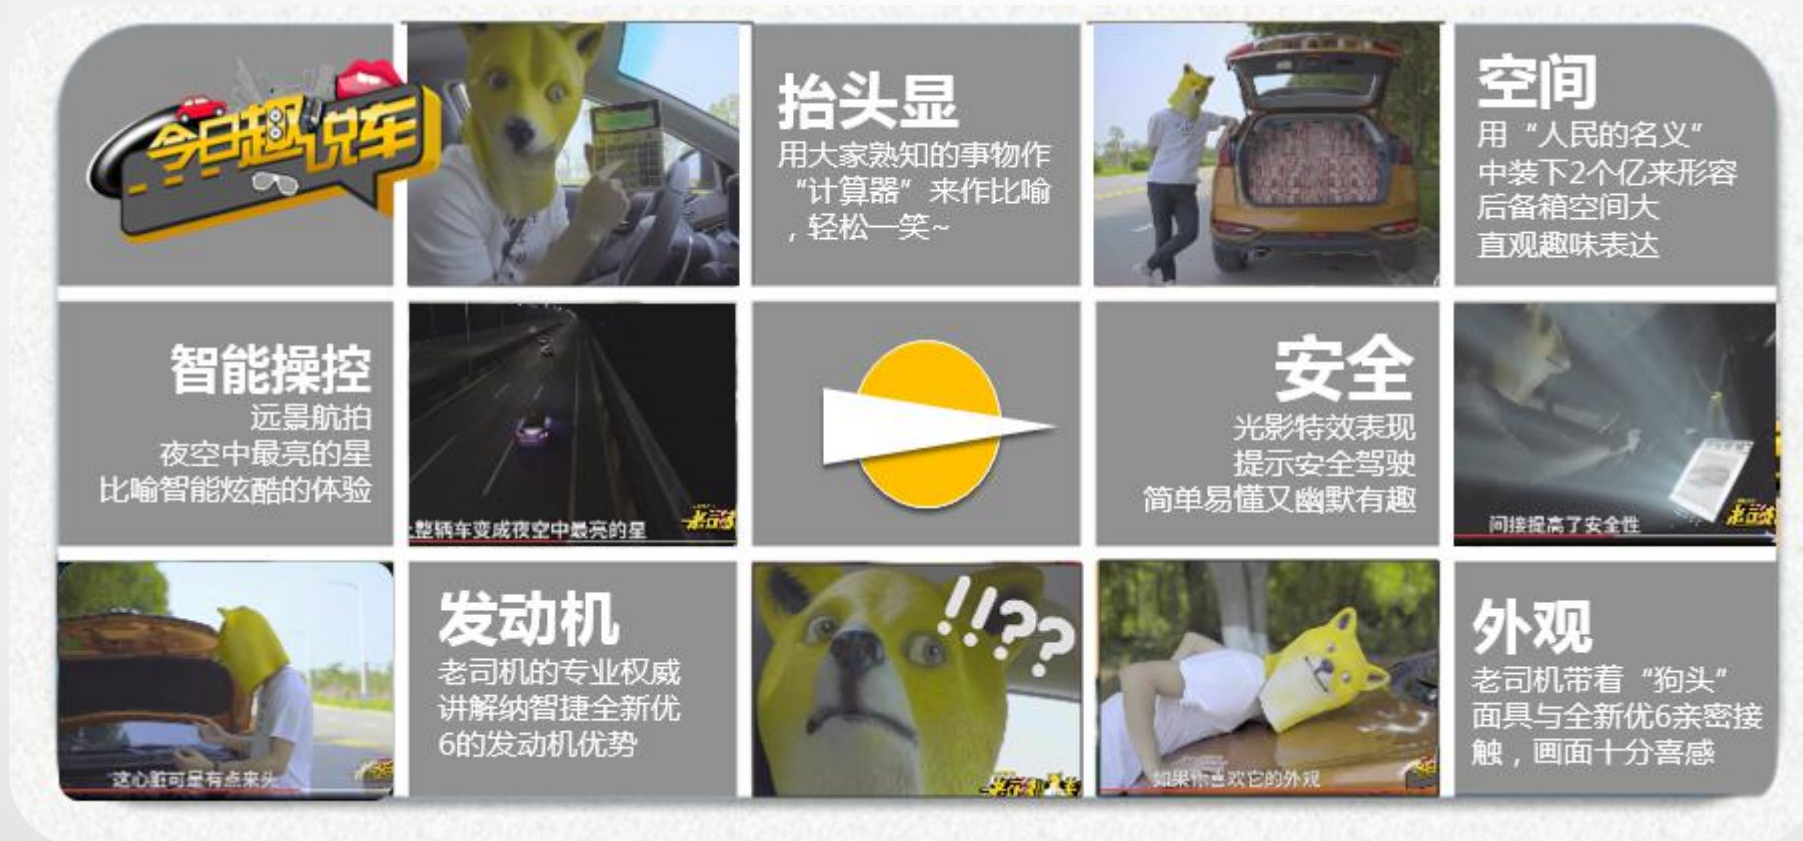 今日趣说车
抬头显
用大家熟知的事物作
“计算器”来作比喻
，轻松一笑~
空间
用“人民的名义”
中装下2个亿来形容
后备箱空间大
直观趣味表达
智能操控
远景航拍
夜空中最亮的星
比喻智能炫酷的体验
整辆车变成夜空中最亮的星
安全
光影特效表现
提示安全驾驶
简单易懂又幽默有趣
间接提高了安全性
这心脏可是有点来头
发动机
老司机的专业权威
讲解纳智捷全新优
6的发动机优势
!!??
如果你喜欢它的外观
外观
老司机带着“狗头”
面具与全新优6亲密接
触，画面十分喜感